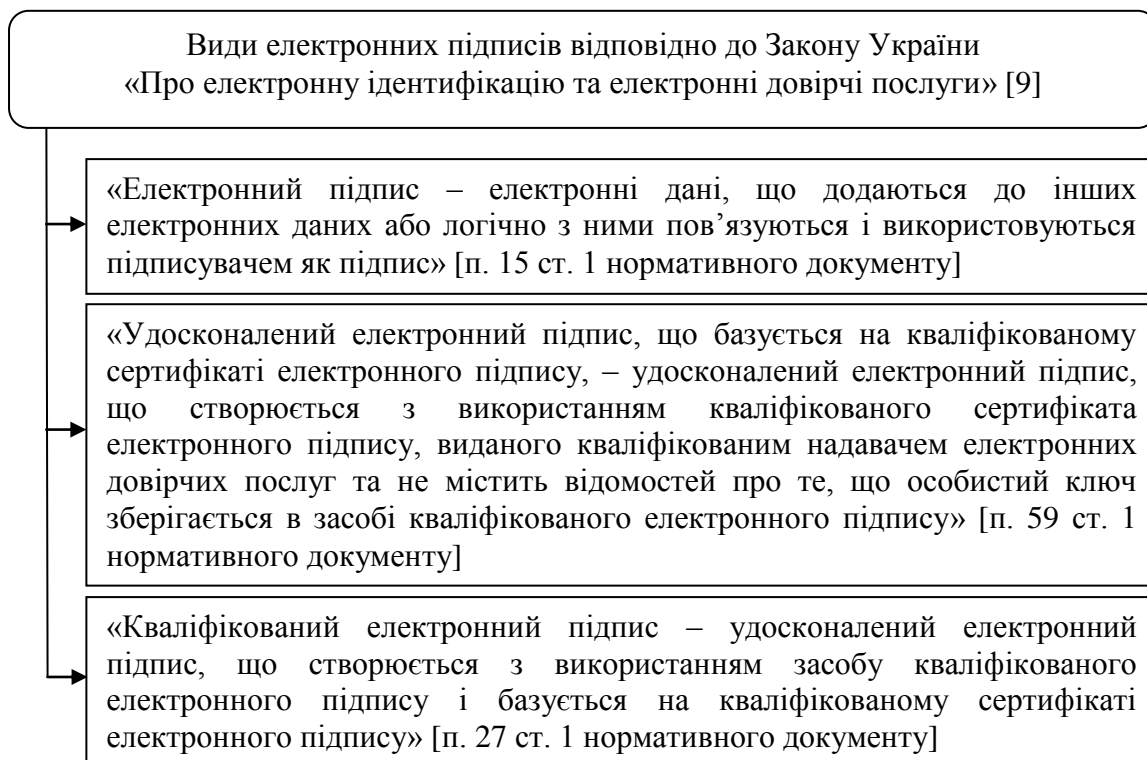 Види електронних підписів відповідно до Закону України
«Про електронну ідентифікацію та електронні довірчі послуги» [9]
«Електронний підпис – електронні дані, що додаються до інших
електронних даних або логічно з ними пов’язуються і використовуються
підписувачем як підпис» [п. 15 ст. 1 нормативного документу]
«Удосконалений електронний підпис, що базується на кваліфікованому
сертифікаті електронного підпису, – удосконалений електронний підпис,
що створюється з використанням кваліфікованого сертифіката
електронного підпису, виданого кваліфікованим надавачем електронних
довірчих послуг та не містить відомостей про те, що особистий ключ
зберігається в засобі кваліфікованого електронного підпису» [п. 59 ст. 1
нормативного документу]
«Кваліфікований електронний підпис – удосконалений електронний
підпис, що створюється з використанням засобу кваліфікованого
електронного підпису і базується на кваліфікованому сертифікаті
електронного підпису» [п. 27 ст. 1 нормативного документу]